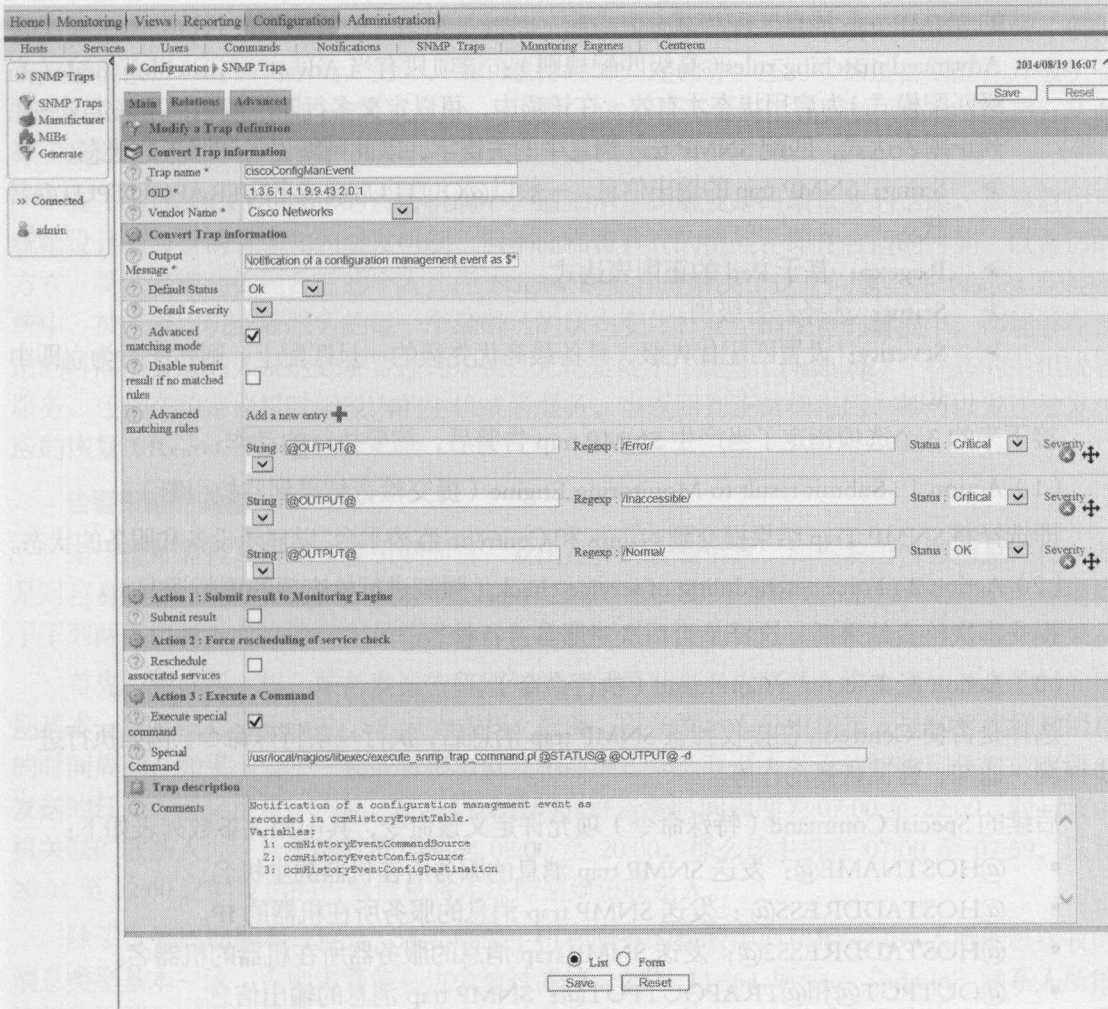 Home | Monitoring | Views | Reporting | Configuration | Administration
Hosts | Services | Users | Commands | Notifications | SNMP Traps | Monitoring Engines | Centreon
» SNMP Traps
SNMP Traps
Manufacturer
MIBs
Generate
» Connected
admin
Configuration SNMP Traps
2014/08/19 16:07
Save Reset
Main Relations Advanced
Modify a Trap definition
Convert Trap information
Trap name * ciscoConfigManEvent
OID * .1.3.6.1.4.1.9.9.43.2.0.1
Vendor Name * Cisco Networks
Convert Trap information
Output
Message * Notification of a configuration management event as $*
Default Status Ok
Default Severity
Advanced
matching mode
Disable submit
result if no matched
rules
Advanced
matching rules Add a new entry
String : @OUTPUT@ Regexp : /Error/ Status : Critical Severity
String : @OUTPUT@ Regexp : /Inaccessible/ Status : Critical Severity
String : @OUTPUT@ Regexp : /Normal/ Status : OK Severity
Action 1 : Submit result to Monitoring Engine
Submit result
Action 2 : Force rescheduling of service check
Reschedule
associated services
Action 3 : Execute a Command
Execute special
command
Special
Command /usr/local/nagios/libexec/execute_snmp_trap_command.pl @STATUS@ @OUTPUT@ -d
Trap description
Comments
Notification of a configuration management event as
recorded in ccmHistoryEventTable.
Variables:
1: ccmHistoryEventCommandSource
2: ccmHistoryEventConfigSource
3: ccmHistoryEventConfigDestination
List Form
Save Reset